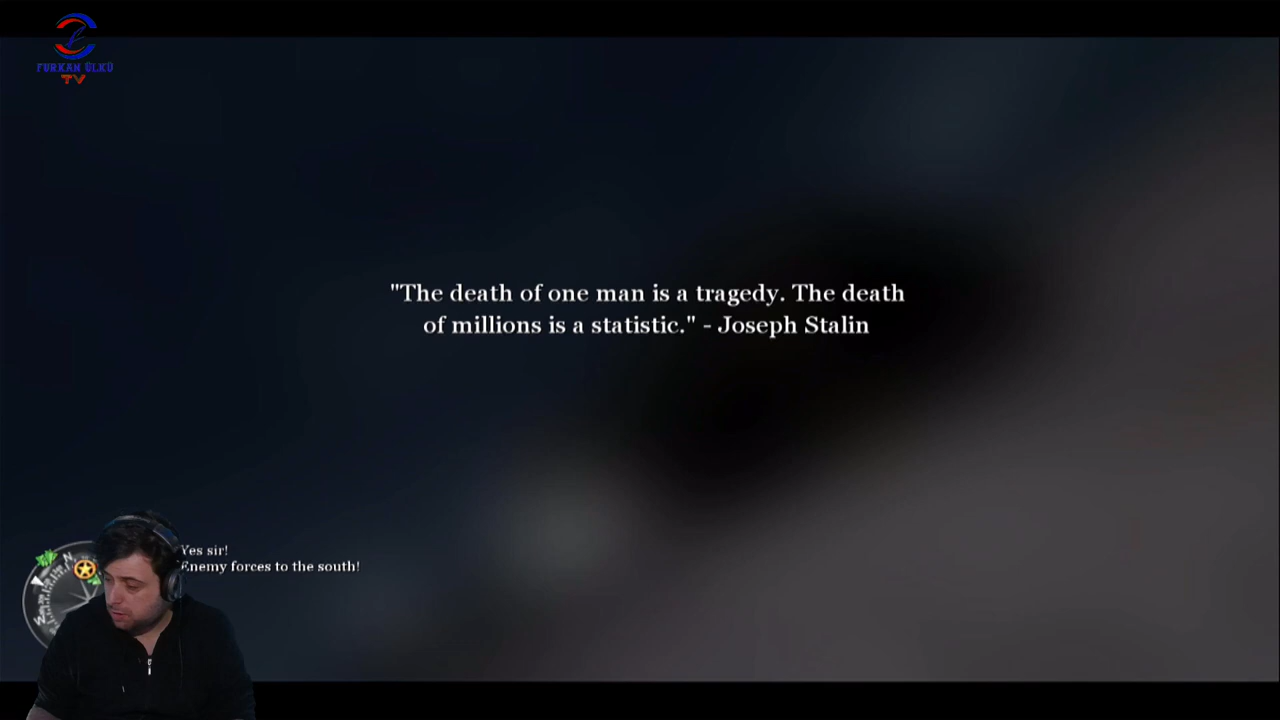 FURKAN ÜLKÜ
TV
"The death of one man is a tragedy. The death
of millions is a statistic." - Joseph Stalin
Yes sir!
Enemy forces to the south!
N